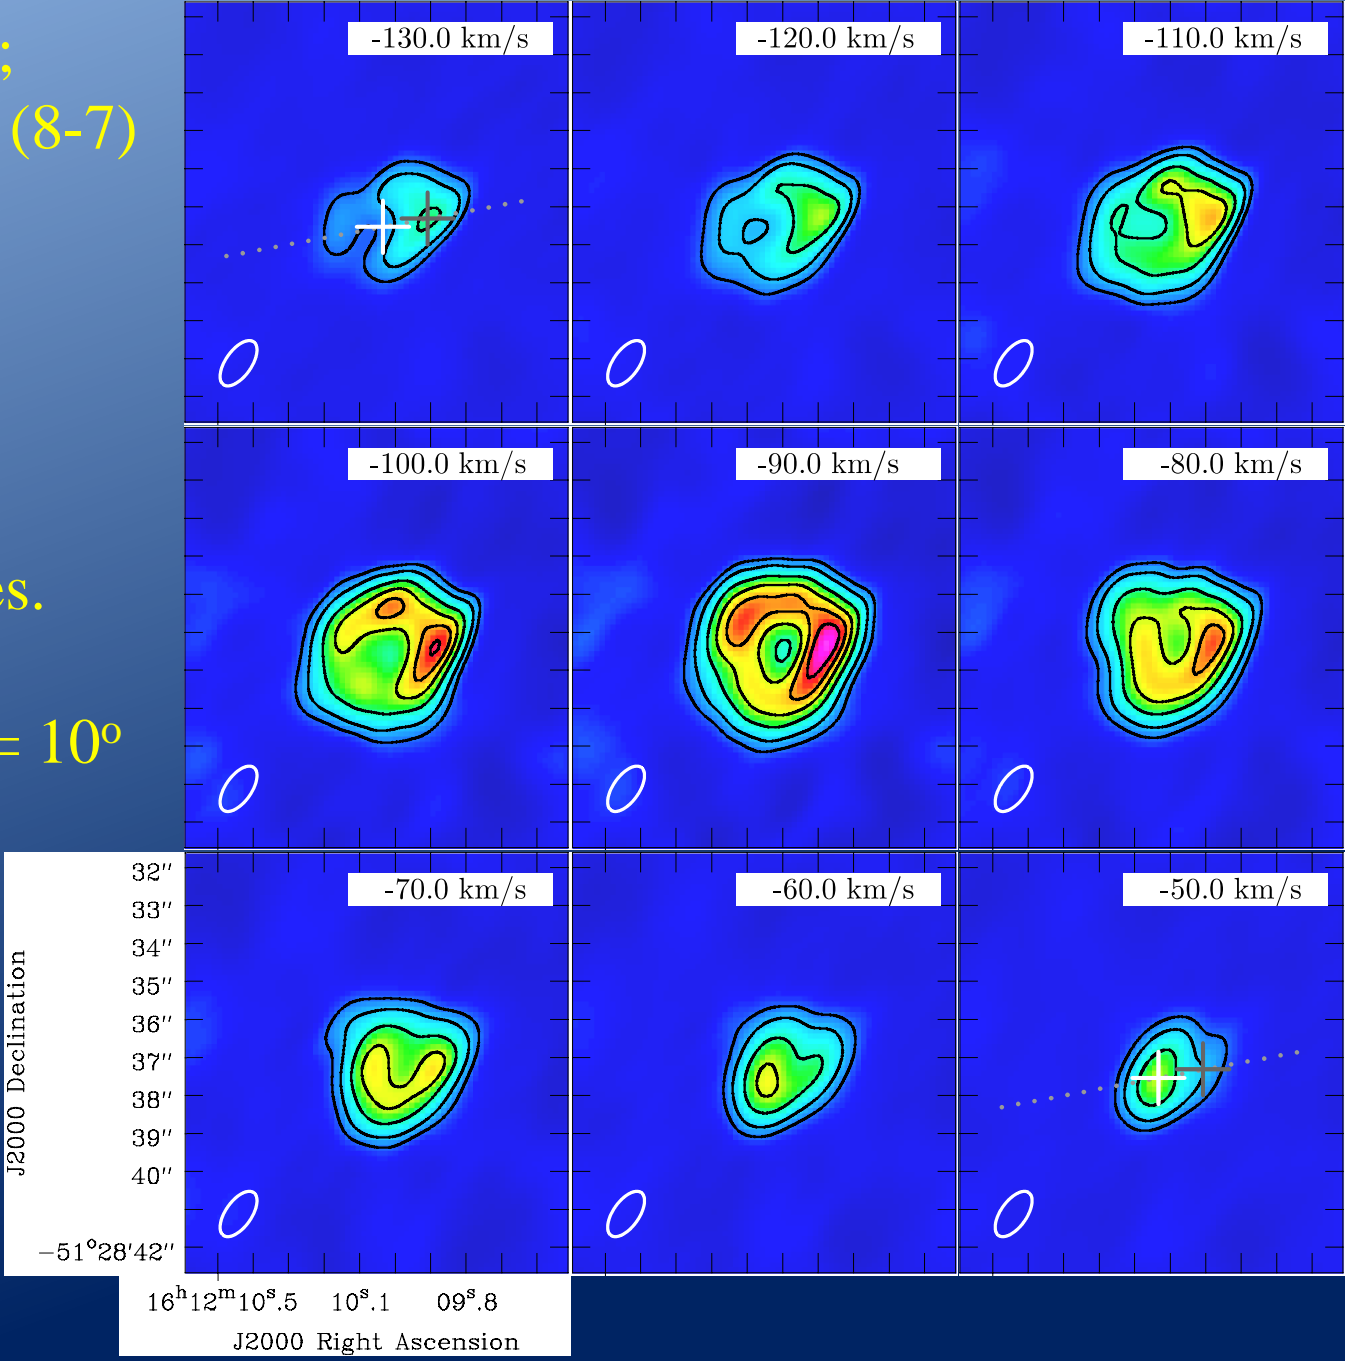 ;
(8-7)
es.
= 10º
-130.0 km/s
-120.0 km/s
-110.0 km/s
-100.0 km/s
-90.0 km/s
-80.0 km/s
-70.0 km/s
-60.0 km/s
-50.0 km/s
32″
33″
34″
35″
36″
37″
38″
39″
40″
−51°28′42″
J2000 Declination
16ʰ12ᵐ10ˢ.5 10ˢ.1 09ˢ.8
J2000 Right Ascension